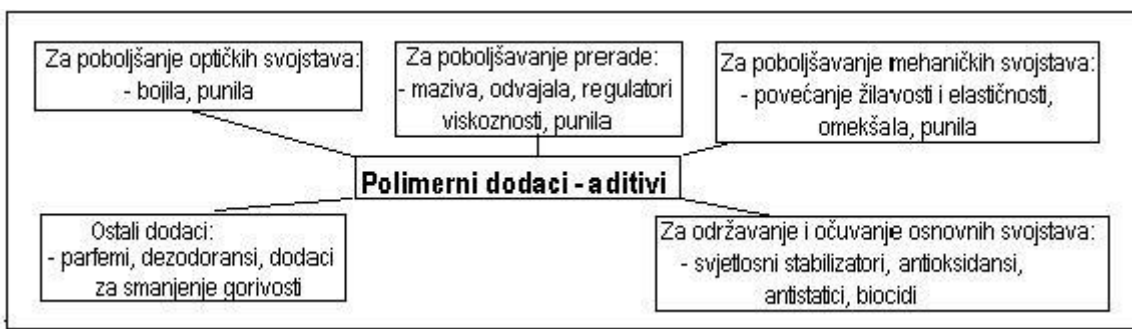 Za poboljšanje optičkih svojstava:
- bojila, punila
Za poboljšavanje prerade:
- maziva, odvajala, regulatori
viskoznosti, punila
Za poboljšavanje mehaničkih svojstava:
- povećanje žilavosti i elastičnosti,
omekšala, punila
Polimerni dodaci - aditivi
Ostali dodaci:
- parfemi, dezodoransi, dodaci
za smanjenje gorivosti
Za održavanje i očuvanje osnovnih svojstava:
- svjetlosni stabilizatori, antioksidansi,
antistatici, biocidi